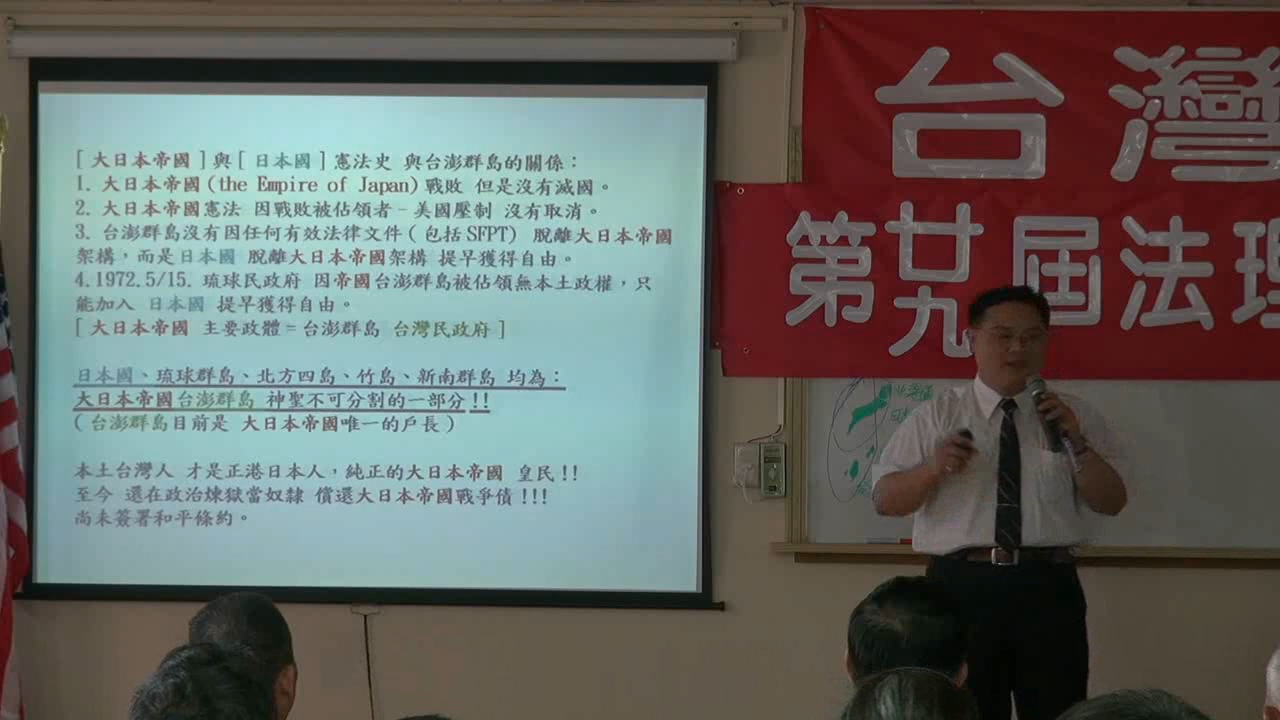 [ 大日本帝國 ] 與 [ 日本國 ] 憲法史 與台澎群島的關係：
1. 大日本帝國 (the Empire of Japan) 戰敗 但是沒有滅國。
2. 大日本帝國憲法 因戰敗被佔領者 – 美國壓制 沒有取消。
3. 台澎群島沒有因任何有效法律文件 ( 包括 SFPT) 脫離大日本帝國
架構，而是日本國 脫離大日本帝國架構 提早獲得自由。
4.1972.5/15. 琉球民政府 因帝國台澎群島被佔領無本土政權，只
能加入 日本國 提早獲得自由。
[ 大日本帝國 主要政體 = 台澎群島 台灣民政府 ]
日本國、琉球群島、北方四島、竹島、新南群島 均為：
大日本帝國台澎群島 神聖不可分割的一部分 !!
( 台澎群島目前是 大日本帝國唯一的戶長 )
本土台灣人 才是正港日本人，純正的大日本帝國 皇民 !!
至今 還在政治煉獄當奴隸 償還大日本帝國戰爭債 !!!
尚未簽署和平條約。
台灣
第廿九屆法理